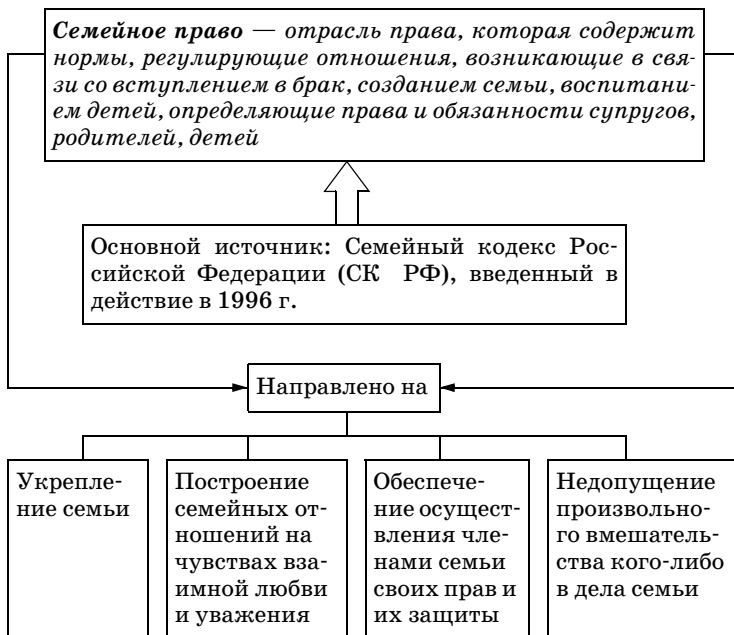 Семейное право — отрасль права, которая содержит
нормы, регулирующие отношения, возникающие в свя-
зи со вступлением в брак, созданием семьи, воспитани-
ем детей, определяющие права и обязанности супругов,
родителей, детей
Основной источник: Семейный кодекс Рос-
сийской Федерации (СК РФ), введенный в
действие в 1996 г.
Направлено на
Укрепле-
ние семьи
Построение
семейных от-
ношений на
чувствах вза-
имной любви
и уважения
Обеспече-
ние осущест-
вления чле-
нами семьи
своих прав и
их защиты
Недопущение
произвольно-
го вмешатель-
ства кого-либо
в дела семьи